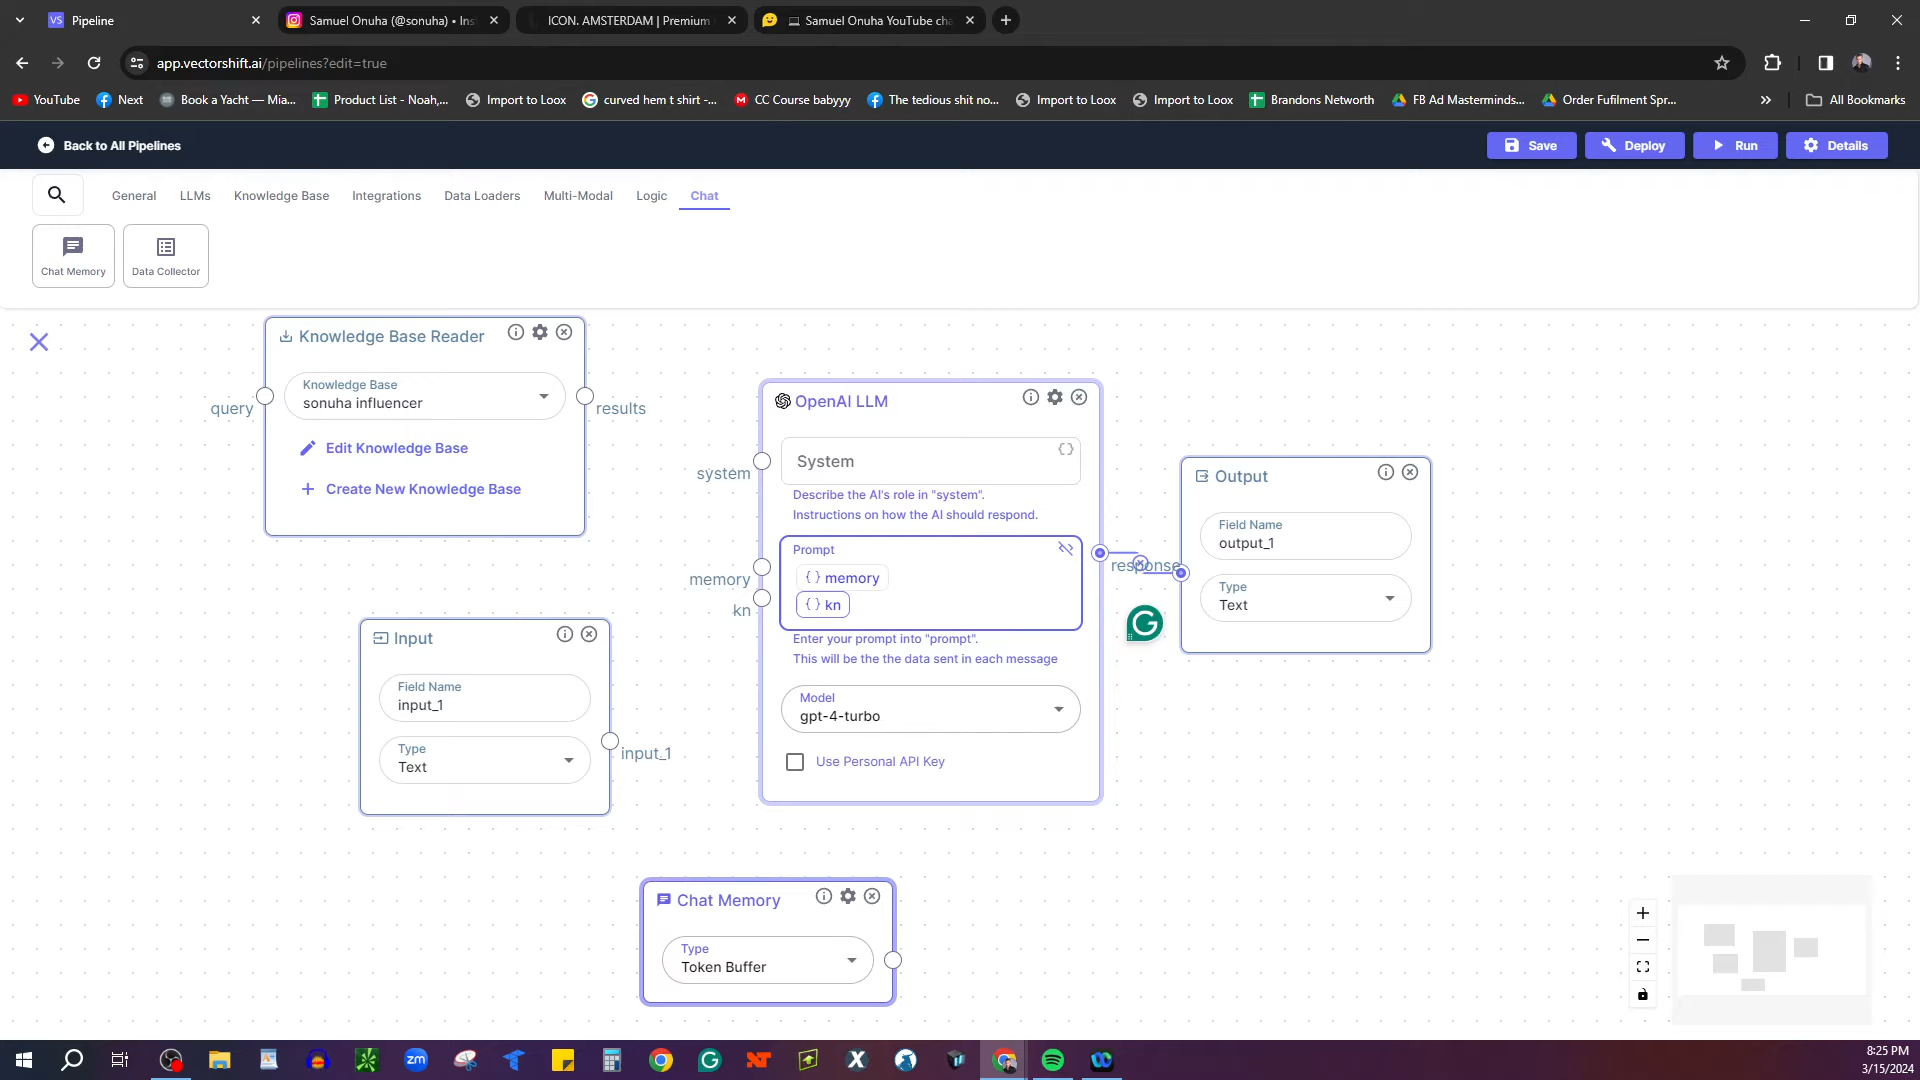 VS Pipeline
Samuel Onuha (@sonuha) • Ins
ICON. AMSTERDAM | Premium
Samuel Onuha YouTube cha
app.vectorshift.ai/pipelines?edit=true
YouTube
Next
Book a Yacht — Mia...
Product List - Noah,...
Import to Loox
curved hem t shirt -...
CC Course babyyy
The tedious shit no...
Import to Loox
Import to Loox
Brandons Networth
FB Ad Masterminds...
Order Fufilment Spr...
All Bookmarks
Back to All Pipelines
Save
Deploy
Run
Details
General
LLMs
Knowledge Base
Integrations
Data Loaders
Multi-Modal
Logic
Chat
Chat Memory
Data Collector
Knowledge Base Reader
Knowledge Base
sonuha influencer
query
results
Edit Knowledge Base
Create New Knowledge Base
OpenAI LLM
system
System
Describe the AI's role in "system".
Instructions on how the AI should respond.
Prompt
memory
{} memory
kn
{} kn
response
Enter your prompt into "prompt".
This will be the the data sent in each message
Model
gpt-4-turbo
Use Personal API Key
Output
Field Name
output_1
Type
Text
Input
Field Name
input_1
Type
Text
input_1
Chat Memory
Type
Token Buffer
8:25 PM
3/15/2024